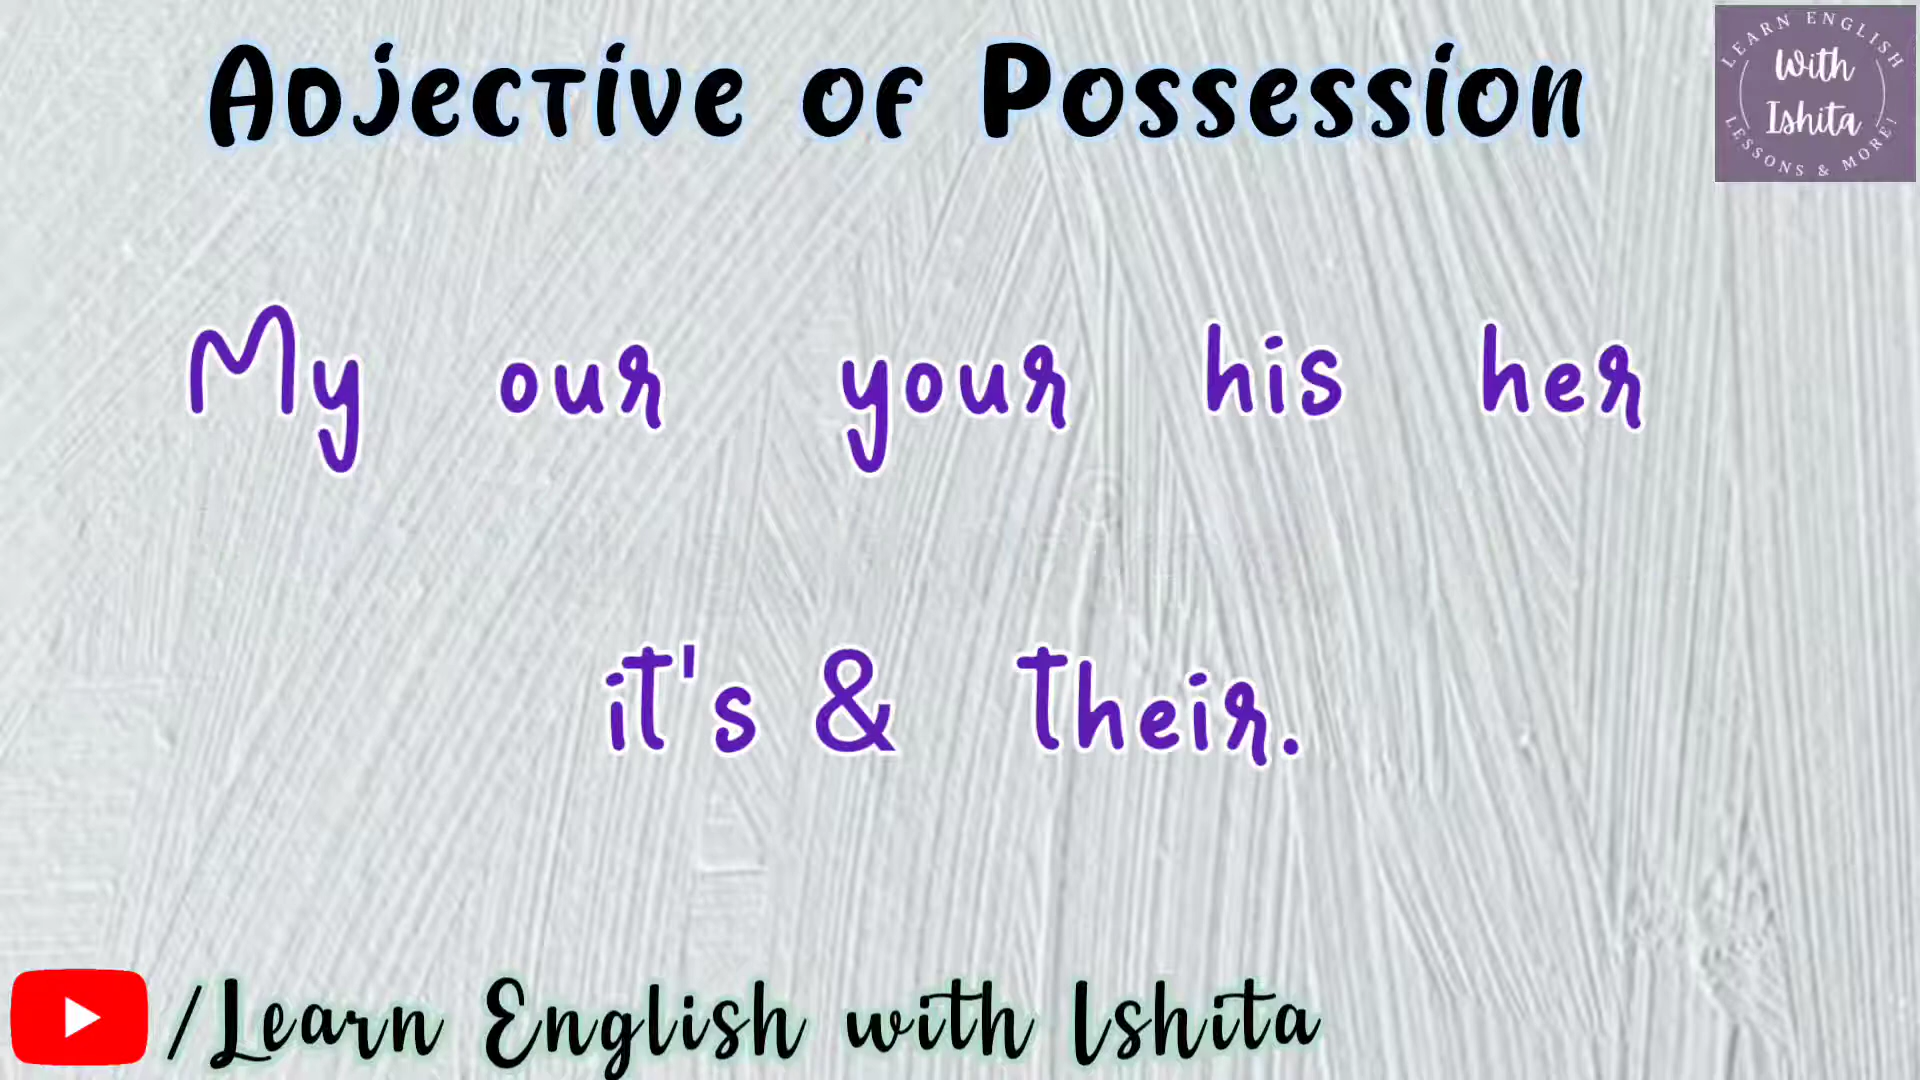 Adjective of Possession
LEARN ENGLISH
With
Ishita
LESSONS & MORE!
My our your his her
it's & their.
/Learn English with Ishita